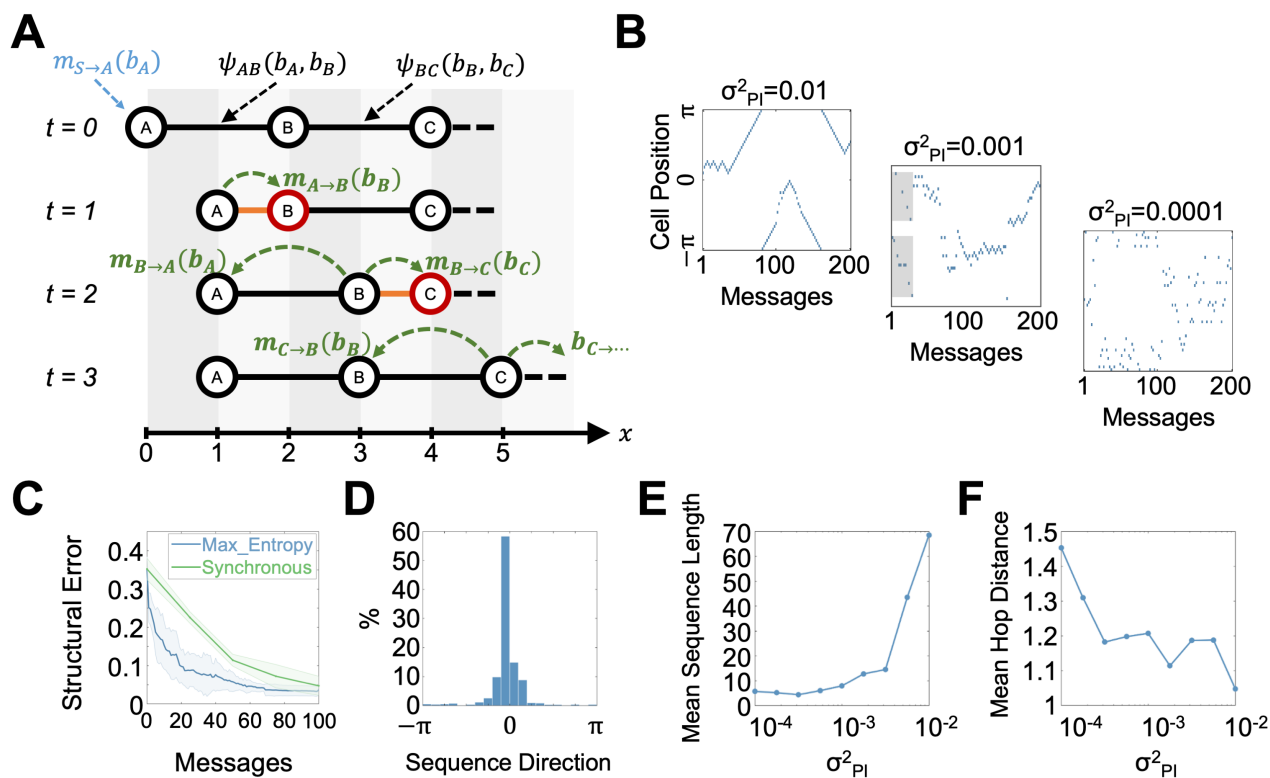 A
m_{S→A}(b_A)
ψ_{AB}(b_A, b_B)
ψ_{BC}(b_B, b_C)
t = 0
A
B
C
t = 1
m_{A→B}(b_B)
A
B
C
t = 2
m_{B→A}(b_A)
m_{B→C}(b_C)
A
B
C
t = 3
m_{C→B}(b_B)
b_{C→⋯}
A
B
C
0 1 2 3 4 5 x
B
σ²_{PI}=0.01
Cell Position
π
0
−π
1 100 200
Messages
σ²_{PI}=0.001
1 100 200
Messages
σ²_{PI}=0.0001
1 100 200
Messages
C
Structural Error
0.4
0.3
0.2
0.1
0
Max_Entropy
Synchronous
0 20 40 60 80 100
Messages
D
%
60
50
40
30
20
10
0
−π 0 π
Sequence Direction
E
Mean Sequence Length
70
60
50
40
30
20
10
0
10⁻⁴ 10⁻³ 10⁻²
σ²_{PI}
F
Mean Hop Distance
1.5
1.4
1.3
1.2
1.1
1
10⁻⁴ 10⁻³ 10⁻²
σ²_{PI}